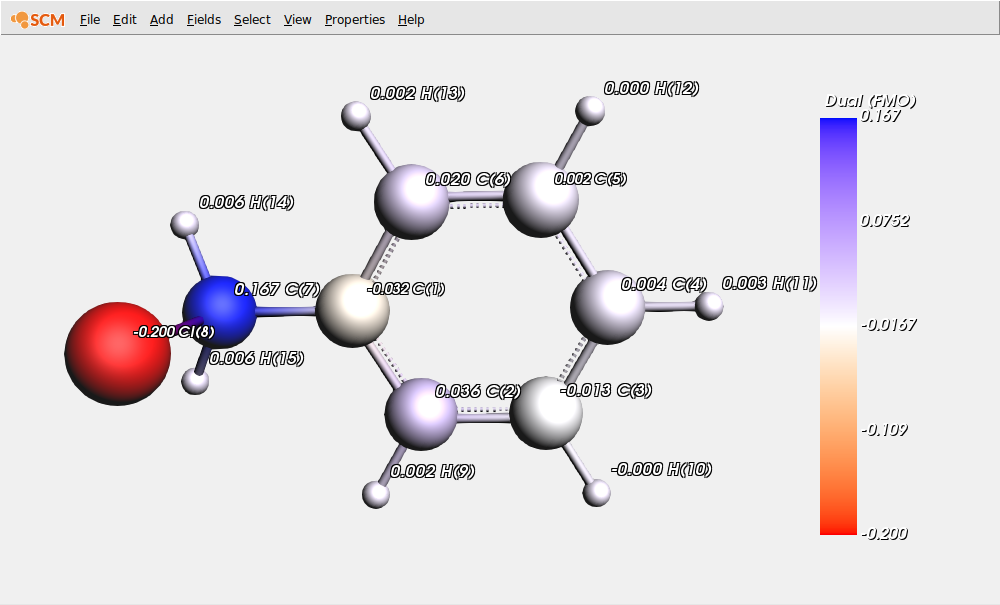 SCM File Edit Add Fields Select View Properties Help
0.002 H(13)
0.000 H(12)
Dual (FMO)
0.167
0.020 C(6)
0.002 C(5)
0.006 H(14)
0.0752
0.167 C(7)
-0.032 C(1)
0.004 C(4)
0.003 H(11)
-0.200 Cl(8)
-0.0167
0.006 H(15)
0.036 C(2)
-0.013 C(3)
-0.109
0.002 H(9)
-0.000 H(10)
-0.200